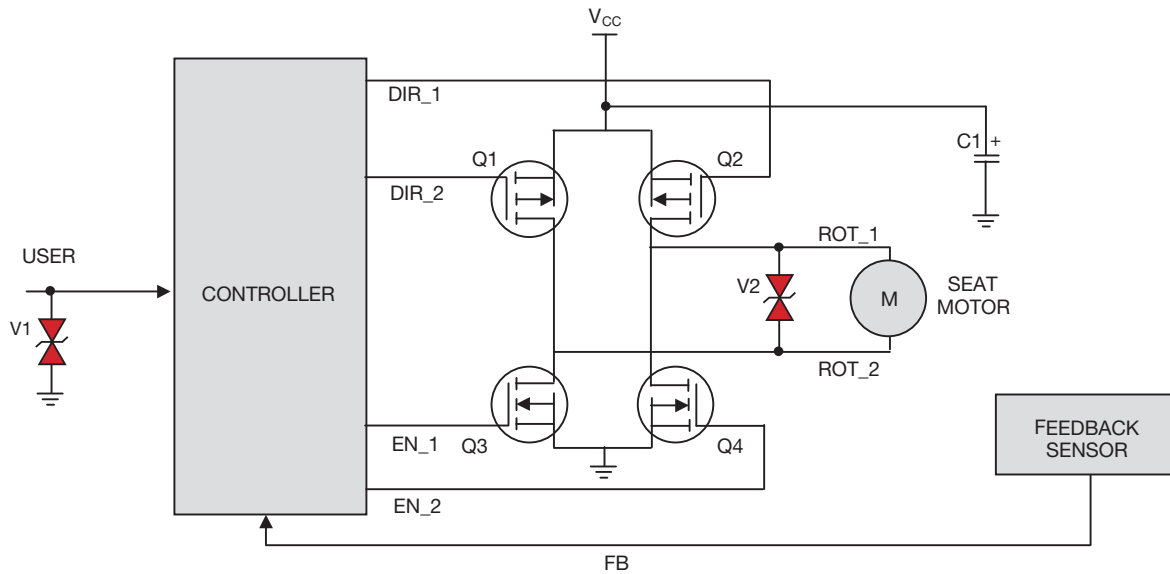 V_CC
DIR_1
C1 +
Q1
Q2
DIR_2
USER
ROT_1
CONTROLLER
V2
M
SEAT
MOTOR
V1
ROT_2
EN_1
Q3
Q4
FEEDBACK
SENSOR
EN_2
FB